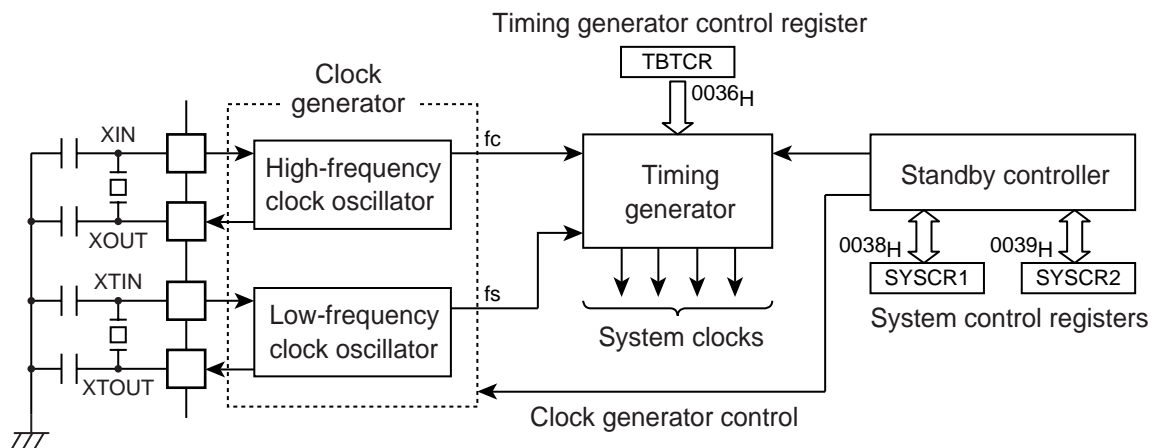 Timing generator control register
TBTCR
0036H
Clock
generator
XIN
High-frequency
clock oscillator
fc
Timing
generator
Standby controller
XOUT
0038H
0039H
SYSCR1
SYSCR2
System control registers
XTIN
Low-frequency
clock oscillator
fs
System clocks
XTOUT
Clock generator control